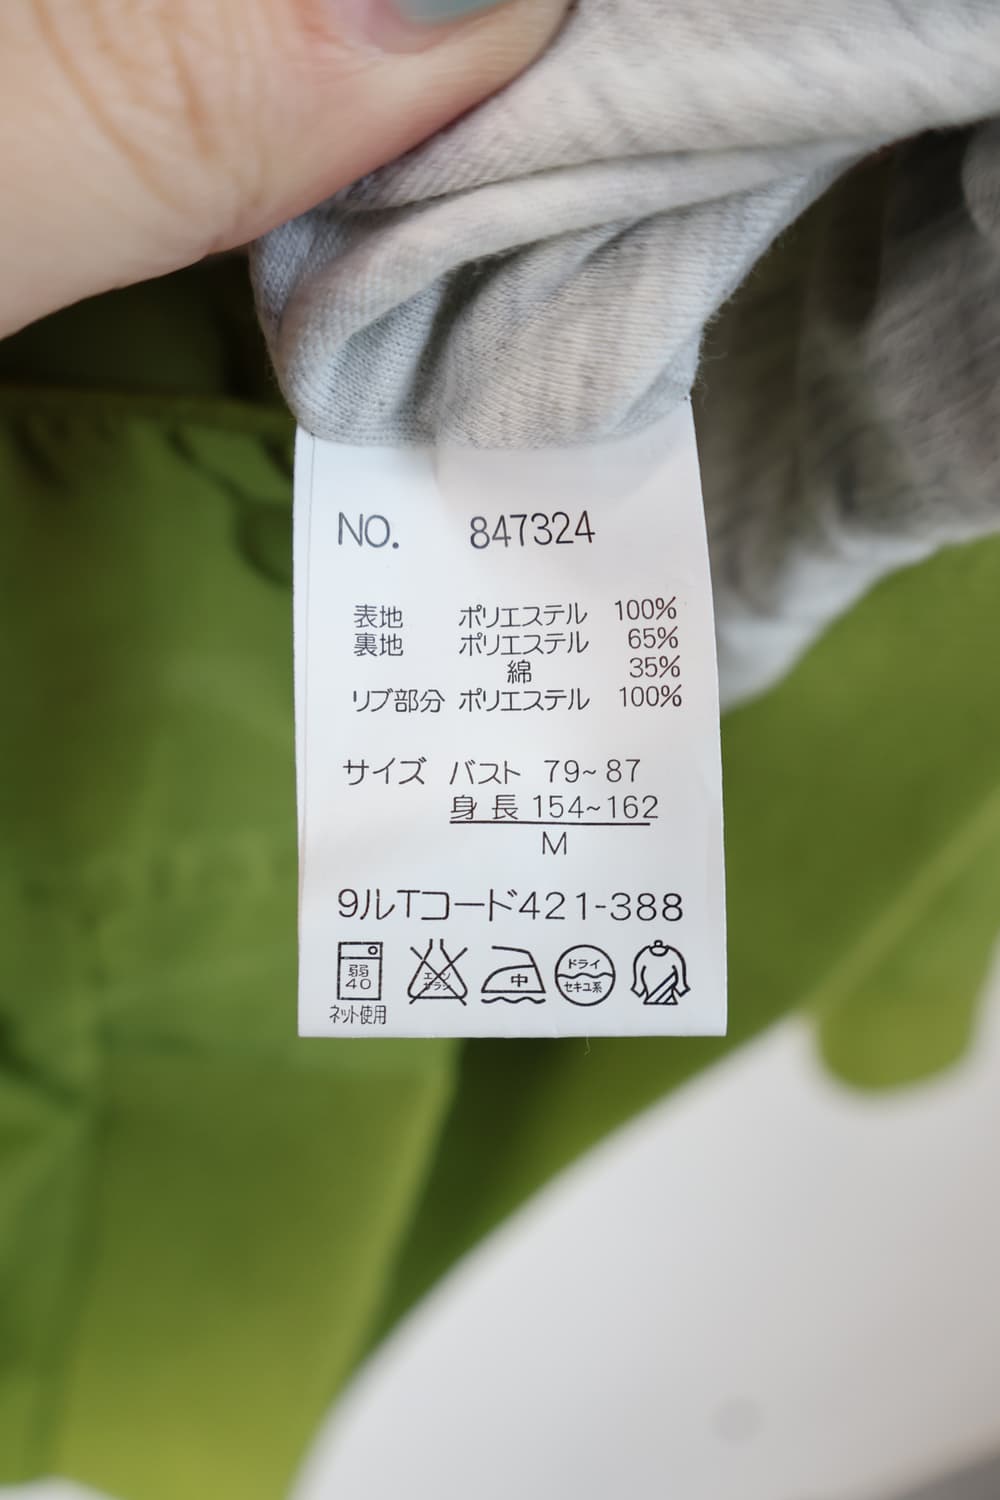 NO. 847324
表地 ポリエステル 100%
裏地 ポリエステル 65%
綿 35%
リブ部分 ポリエステル 100%
サイズ バスト 79~87
身長 154~162
M
9ルTコード421-388
弱
40
エンソ
サラシ
中
ドライ
セキユ系
ネット使用